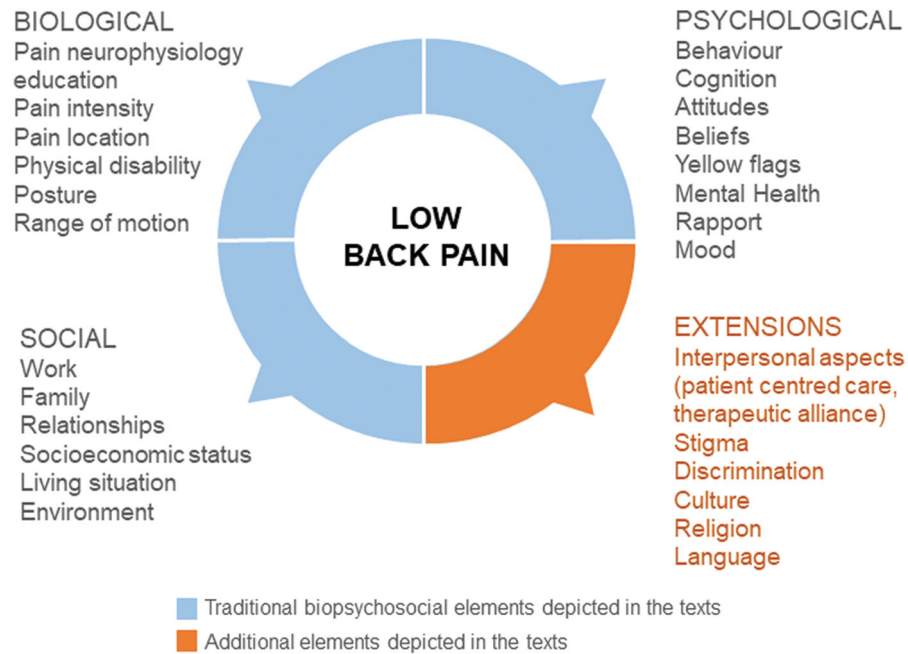 BIOLOGICAL
Pain neurophysiology
education
Pain intensity
Pain location
Physical disability
Posture
Range of motion
PSYCHOLOGICAL
Behaviour
Cognition
Attitudes
Beliefs
Yellow flags
Mental Health
Rapport
Mood
LOW
BACK PAIN
SOCIAL
Work
Family
Relationships
Socioeconomic status
Living situation
Environment
EXTENSIONS
Interpersonal aspects
(patient centred care,
therapeutic alliance)
Stigma
Discrimination
Culture
Religion
Language
Traditional biopsychosocial elements depicted in the texts
Additional elements depicted in the texts